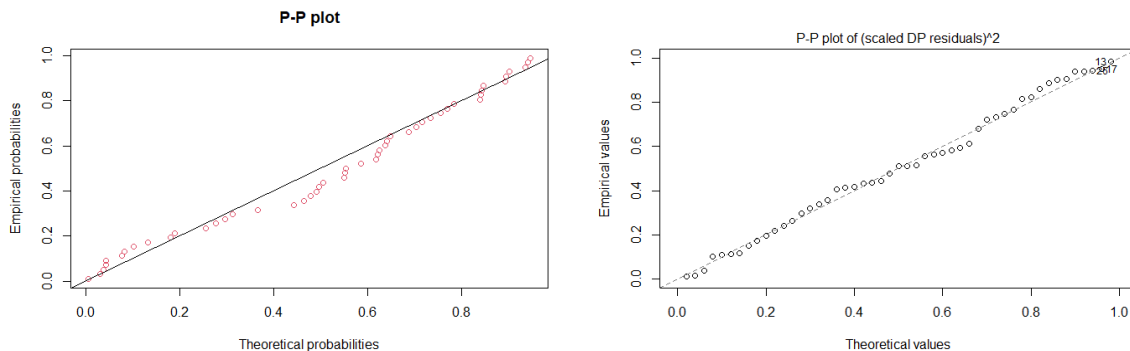 P-P plot
Empirical probabilities
1.0
0.8
0.6
0.4
0.2
0.0
0.0 0.2 0.4 0.6 0.8
Theoretical probabilities
P-P plot of (scaled DP residuals)^2
Empirical values
1.0
0.8
0.6
0.4
0.2
0.0
13
17
0.0 0.2 0.4 0.6 0.8 1.0
Theoretical values